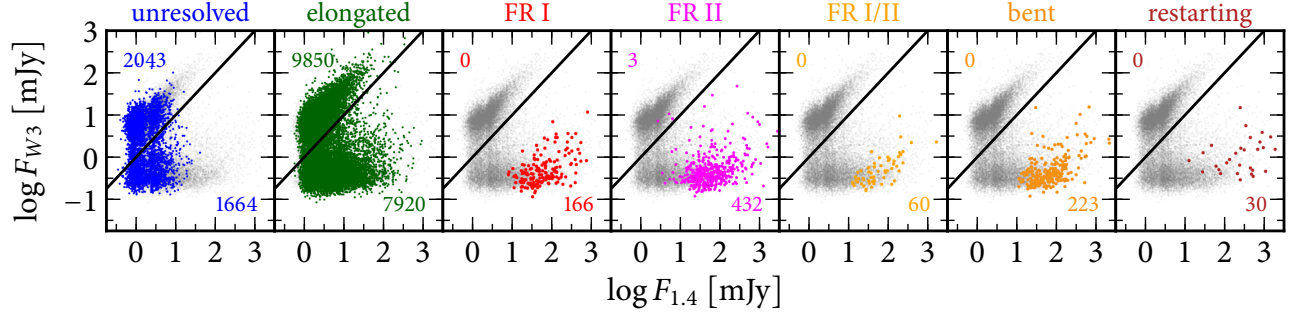 unresolved elongated FR I FR II FR I/II bent restarting
3
2043 9850 0 3 0 0 0
2
1
0
−1
1664 7920 166 432 60 223 30
log F_W3 [mJy]
0 1 2 3 0 1 2 3 0 1 2 3 0 1 2 3 0 1 2 3 0 1 2 3 0 1 2 3
log F_1.4 [mJy]